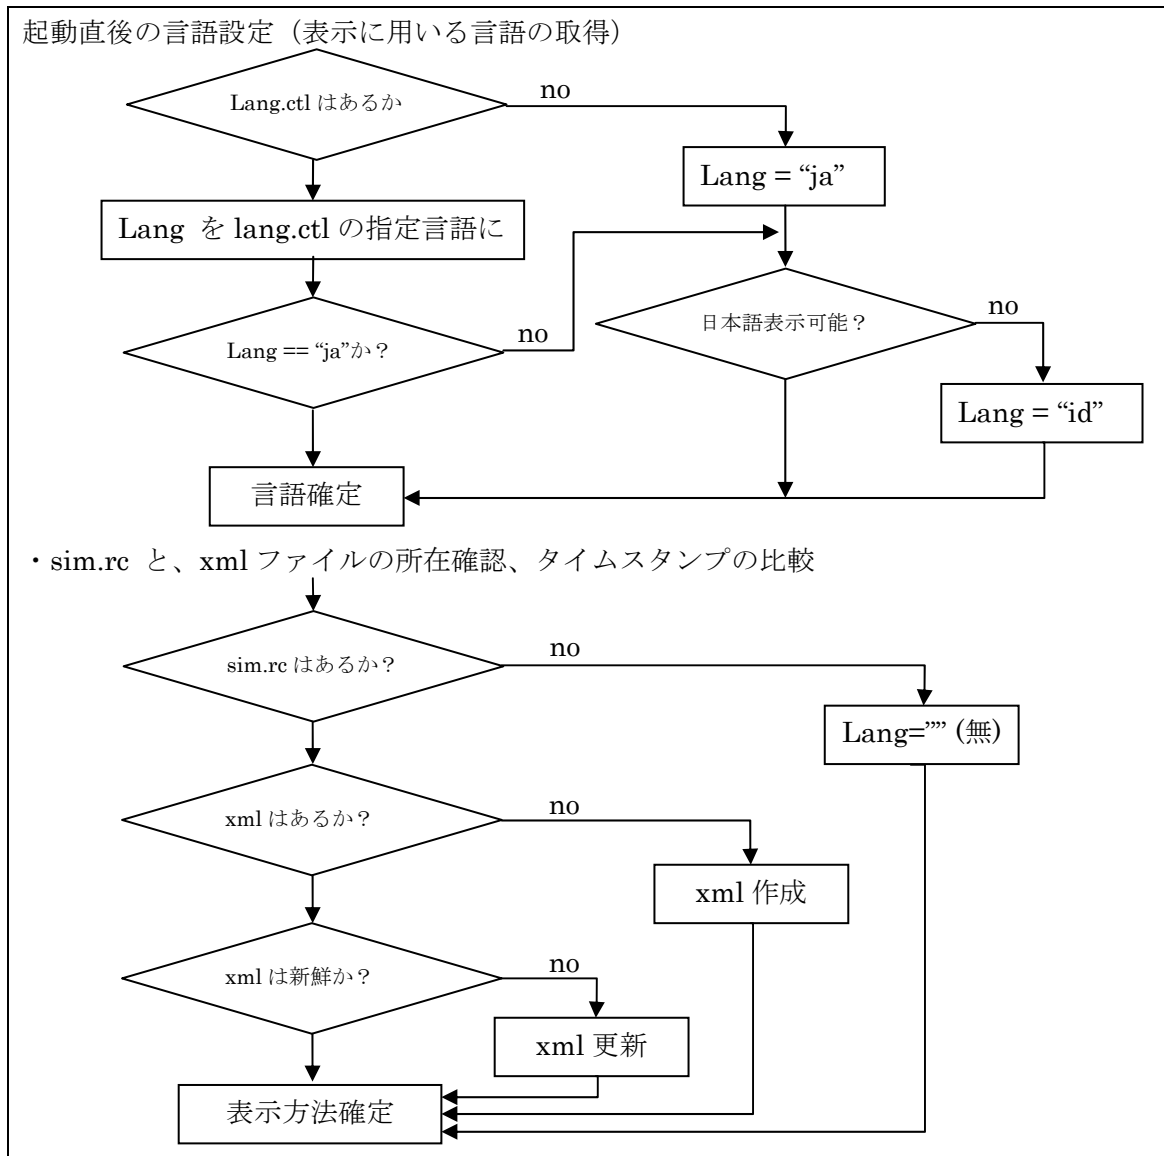 起動直後の言語設定（表示に用いる言語の取得）
Lang.ctl はあるか
no
Lang = “ja”
Lang を lang.ctl の指定言語に
Lang == “ja”か？
no
日本語表示可能？
no
Lang = “id”
言語確定
・sim.rc と、xml ファイルの所在確認、タイムスタンプの比較
sim.rc はあるか？
no
Lang=”” (無)
xml はあるか？
no
xml 作成
xml は新鮮か？
no
xml 更新
表示方法確定